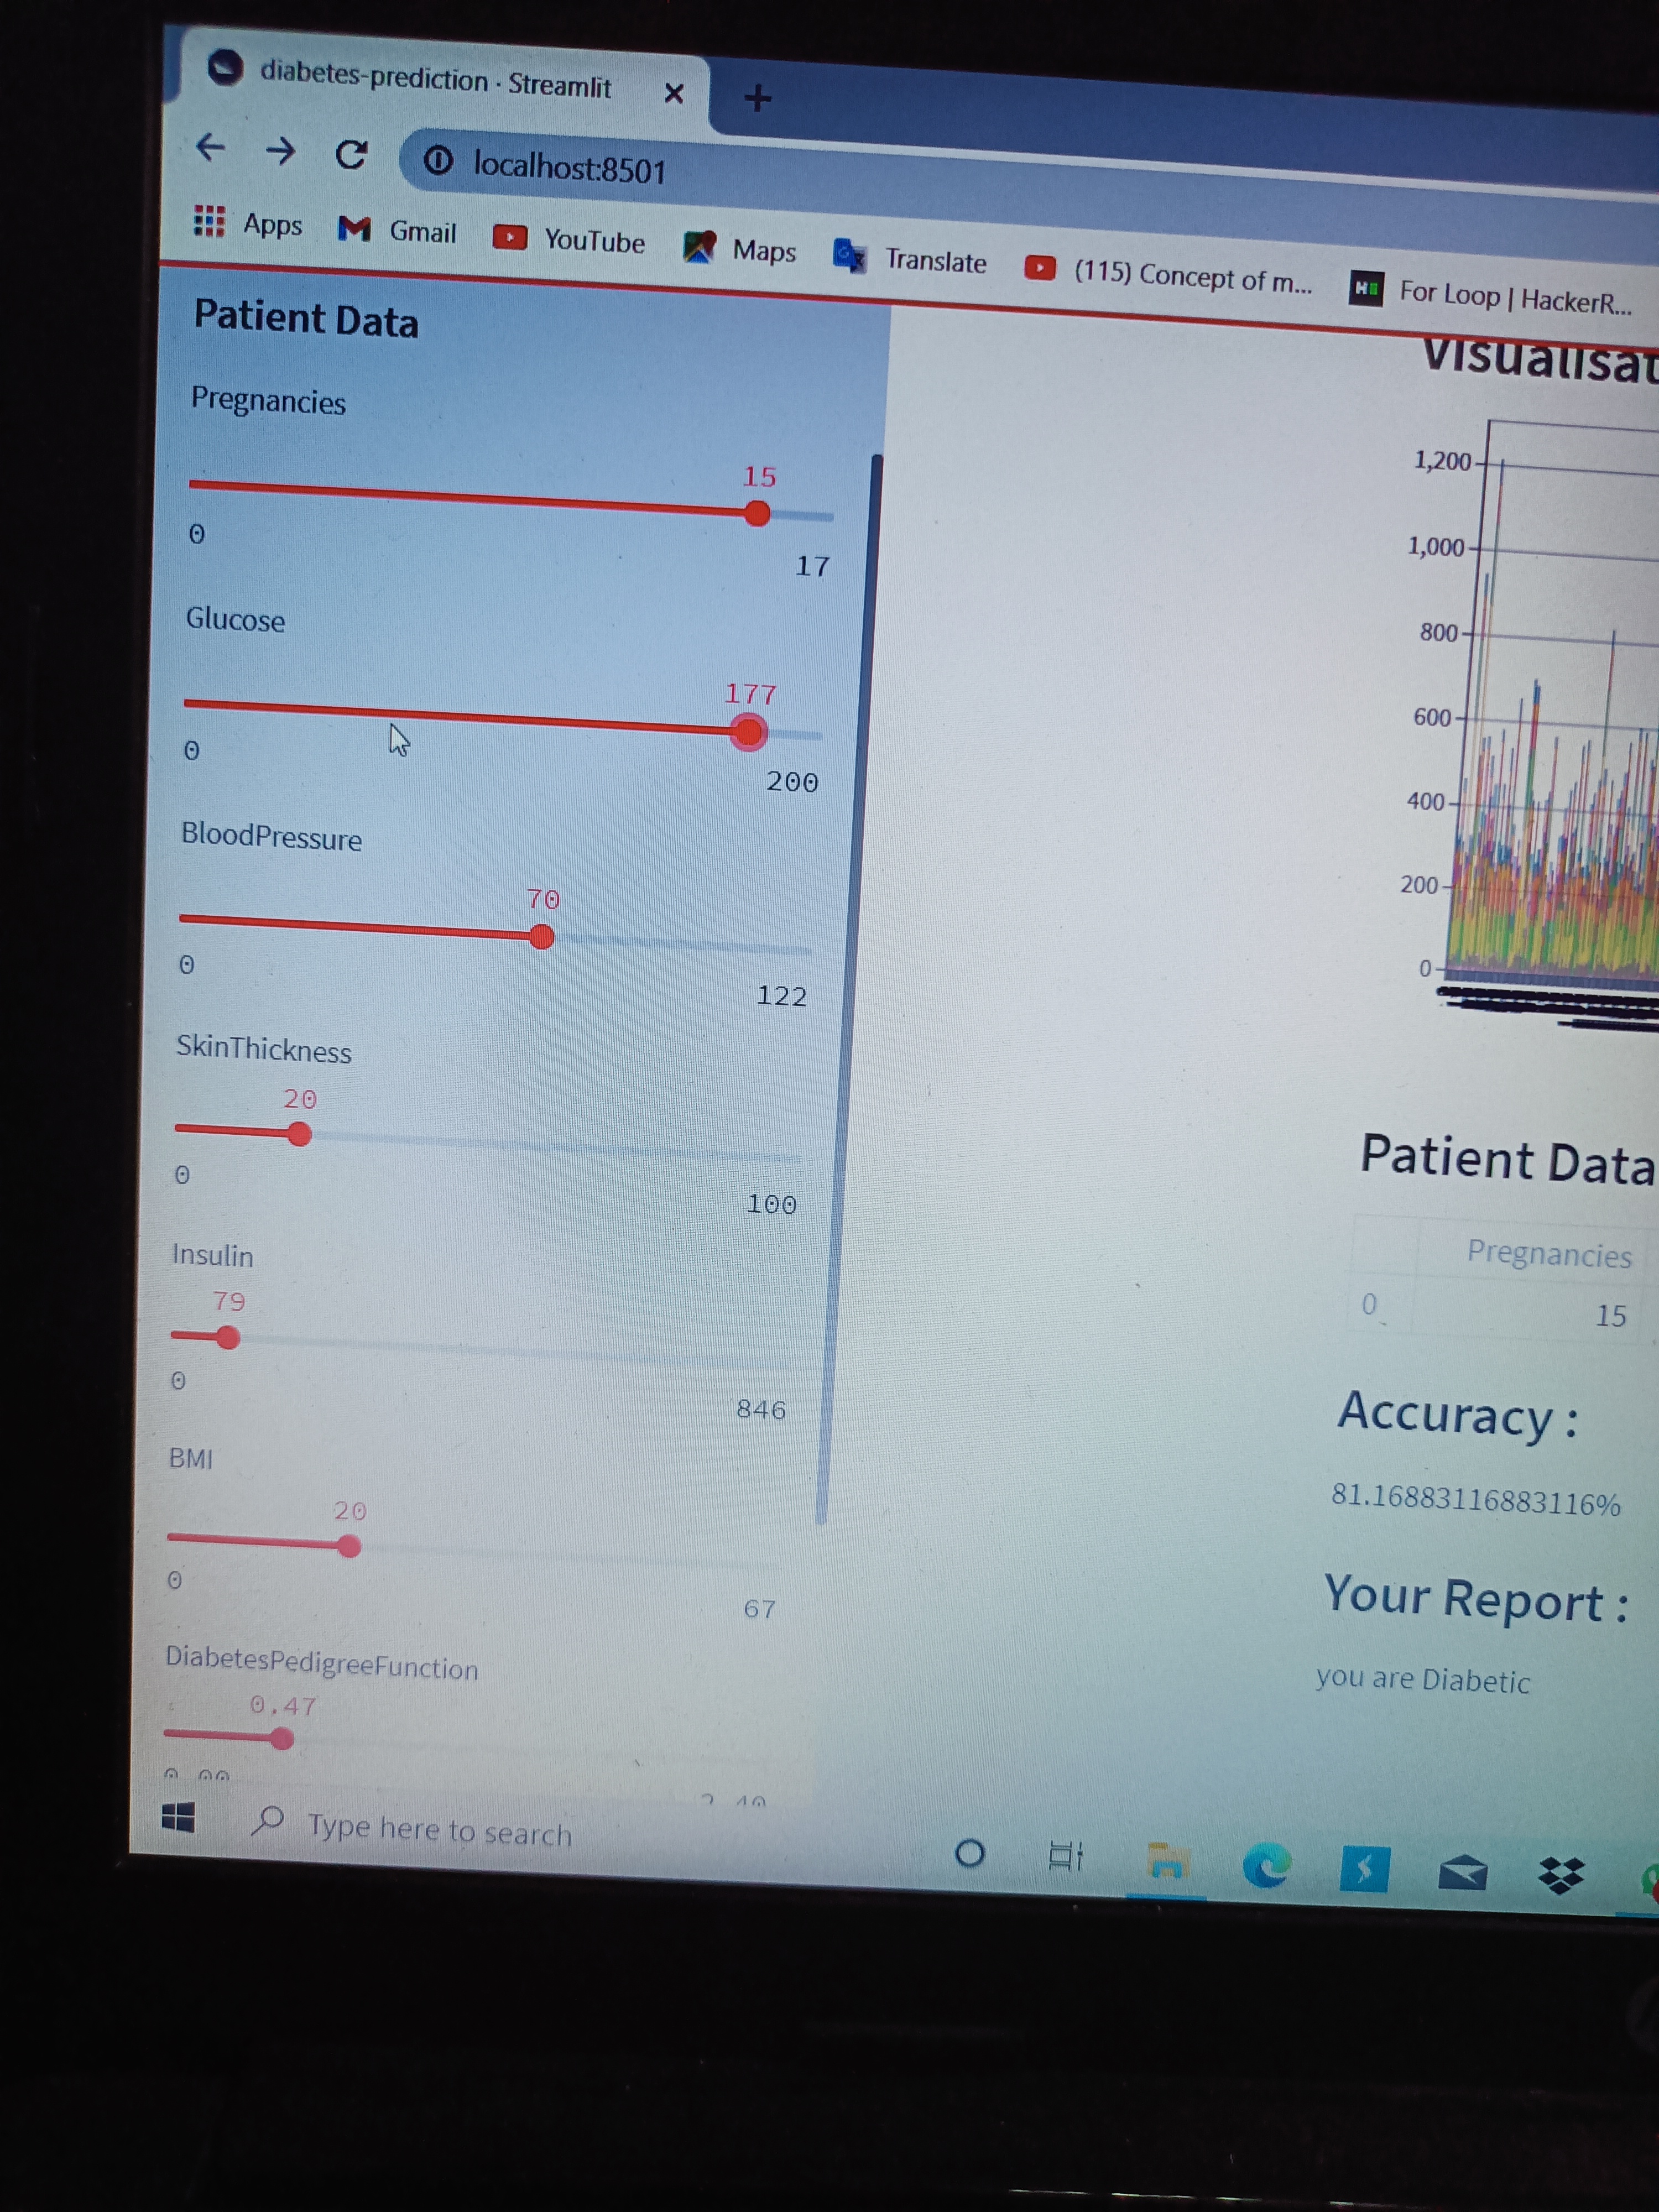 diabetes-prediction · Streamlit
localhost:8501
Apps Gmail YouTube Maps Translate (115) Concept of m... For Loop | HackerR...
Patient Data
Pregnancies
15
0
17
Glucose
177
0
200
BloodPressure
70
0
122
SkinThickness
20
0
100
Insulin
79
0
846
BMI
20
0
67
DiabetesPedigreeFunction
0.47
Type here to search
1,200
1,000
800
600
400
200
0
Patient Data
Pregnancies
0 15
Accuracy :
81.16883116883116%
Your Report :
you are Diabetic